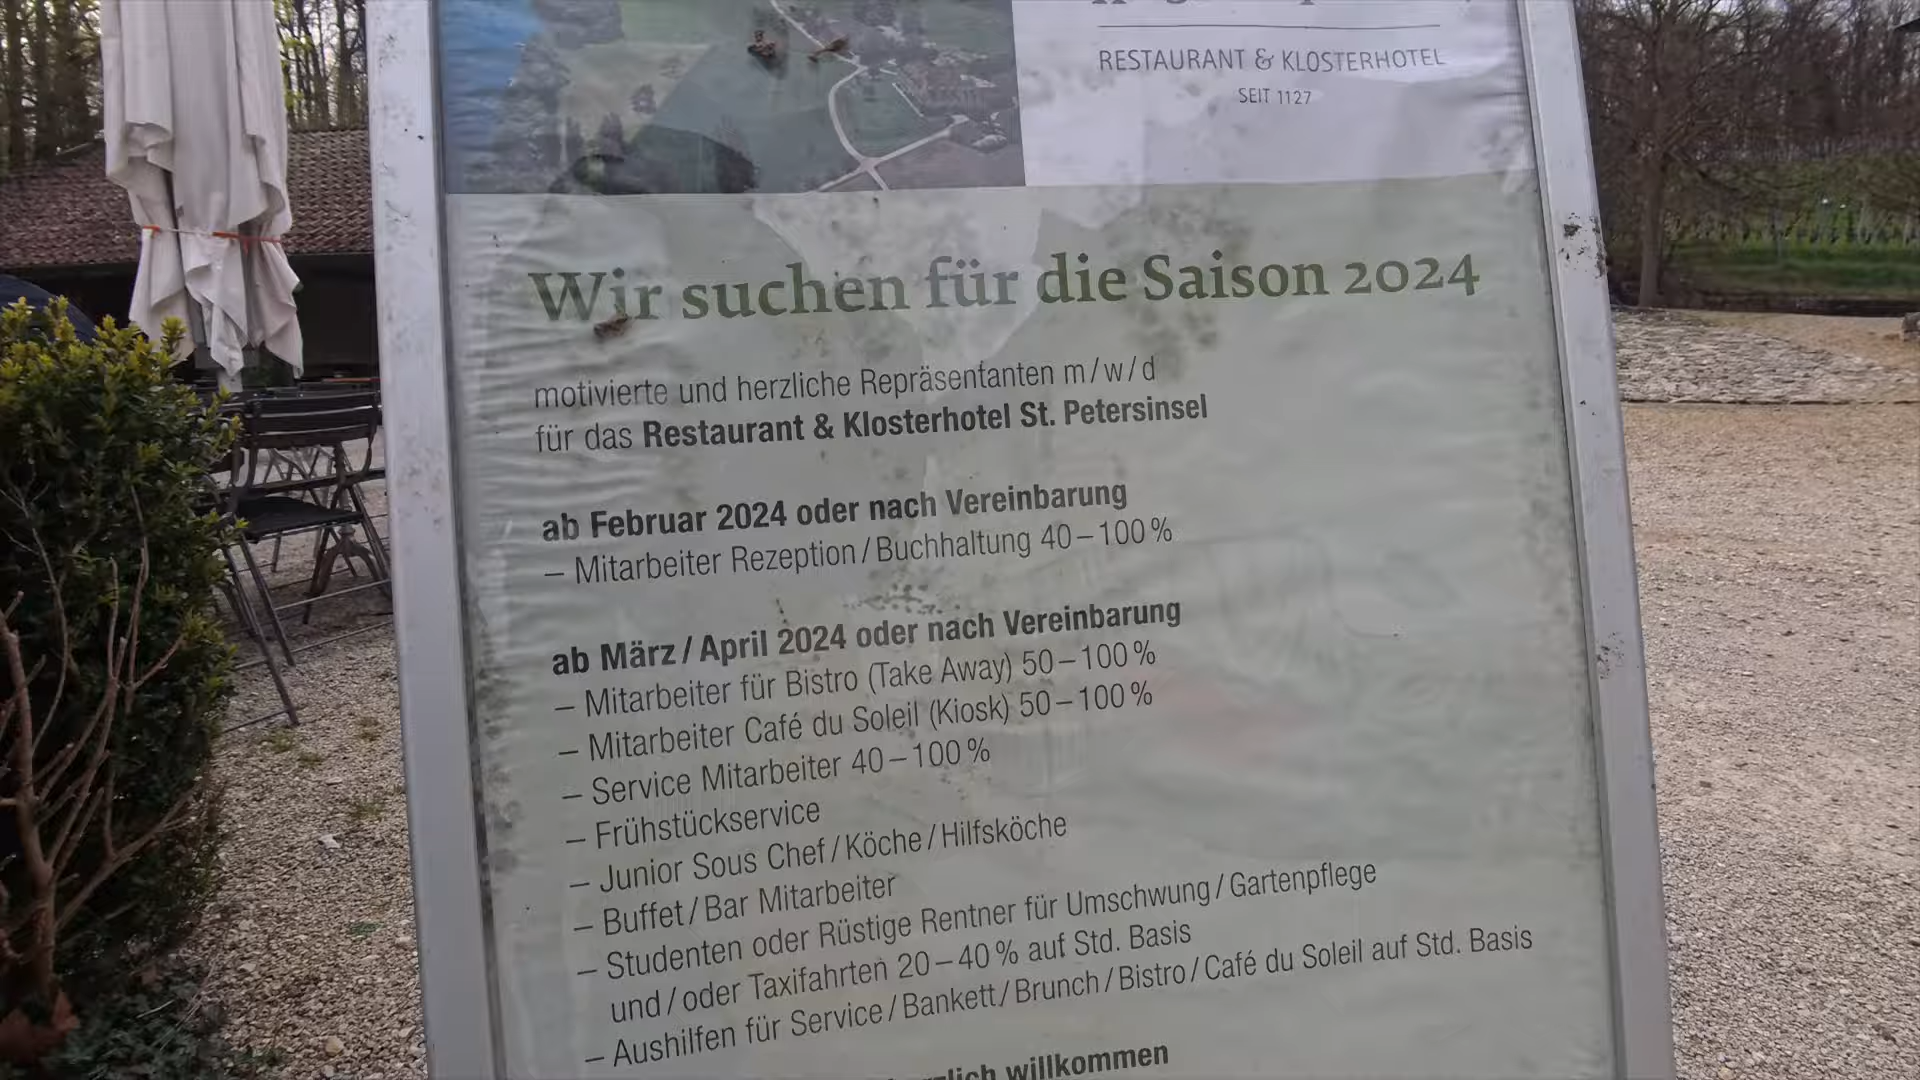 RESTAURANT & KLOSTERHOTEL
SEIT 1127
Wir suchen für die Saison 2024
motivierte und herzliche Repräsentanten m/w/d
für das Restaurant & Klosterhotel St. Petersinsel
ab Februar 2024 oder nach Vereinbarung
– Mitarbeiter Rezeption/Buchhaltung 40–100%
ab März/April 2024 oder nach Vereinbarung
– Mitarbeiter für Bistro (Take Away) 50–100%
– Mitarbeiter Café du Soleil (Kiosk) 50–100%
– Service Mitarbeiter 40–100%
– Frühstückservice
– Junior Sous Chef/Köche/Hilfsköche
– Buffet/Bar Mitarbeiter
– Studenten oder Rüstige Rentner für Umschwung/Gartenpflege
und/oder Taxifahrten 20–40% auf Std. Basis
– Aushilfen für Service/Bankett/Brunch/Bistro/Café du Soleil auf Std. Basis
willkommen